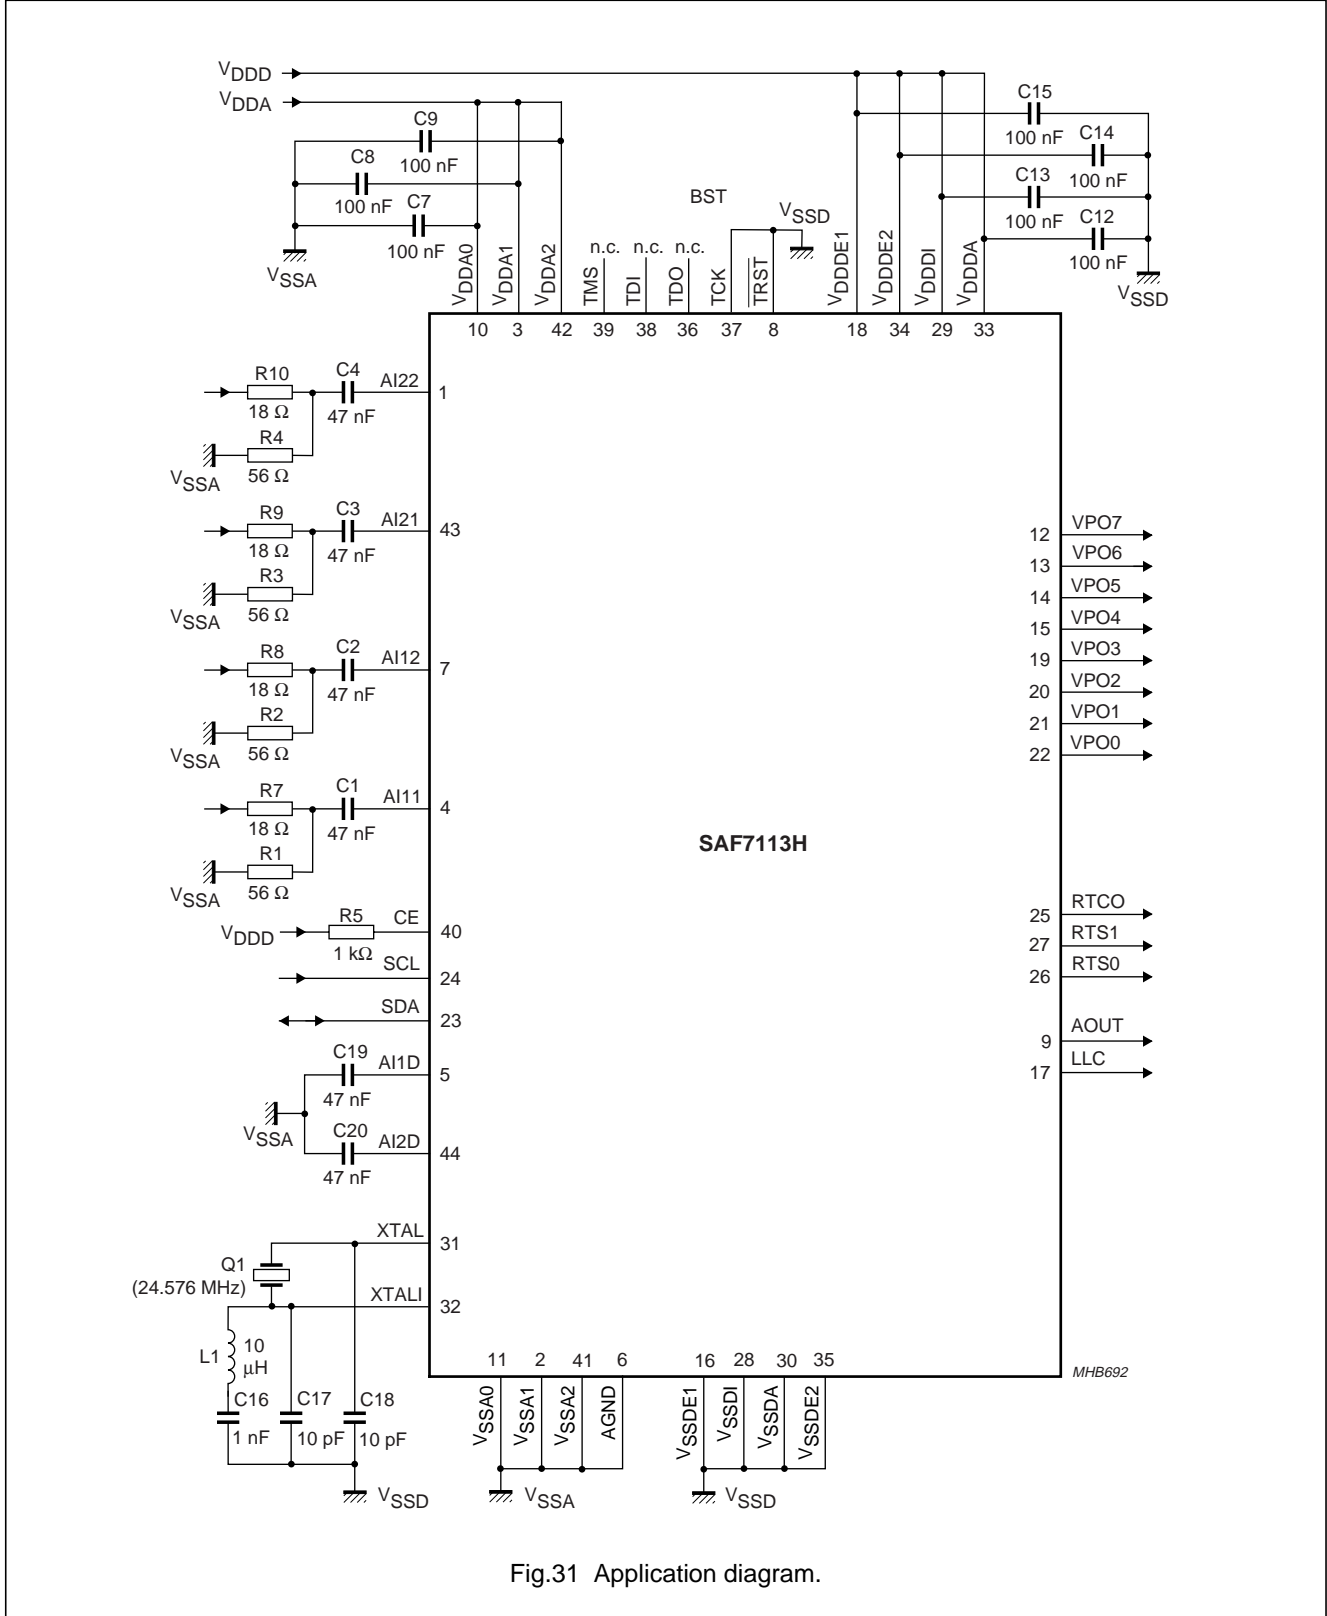 VDDD
VDDA
C9
100 nF
C8
100 nF
C7
100 nF
VSSA
C15
100 nF
C14
100 nF
C13
100 nF
C12
100 nF
VSSD
BST
VSSD
n.c. n.c. n.c.
VDDA0 VDDA1 VDDA2 TMS TDI TDO TCK TRST VDDDE1 VDDDE2 VDDDI VDDDA
10 3 42 39 38 36 37 8 18 34 29 33
R10 C4 AI22 1
18 Ω 47 nF
R4
VSSA 56 Ω
R9 C3 AI21 43
18 Ω 47 nF
R3
VSSA 56 Ω
R8 C2 AI12 7
18 Ω 47 nF
R2
VSSA 56 Ω
R7 C1 AI11 4
18 Ω 47 nF
R1
VSSA 56 Ω
VDDD R5 CE 40
1 kΩ
SCL 24
SDA 23
C19 AI1D 5
47 nF
VSSA
C20 AI2D 44
47 nF
XTAL 31
Q1
(24.576 MHz)
XTALI 32
L1 10 μH
C16 C17 C18
1 nF 10 pF 10 pF
VSSD
SAF7113H
12 VPO7
13 VPO6
14 VPO5
15 VPO4
19 VPO3
20 VPO2
21 VPO1
22 VPO0
25 RTCO
27 RTS1
26 RTS0
9 AOUT
17 LLC
11 2 41 6 16 28 30 35
VSSA0 VSSA1 VSSA2 AGND VSSDE1 VSSDI VSSDA VSSDE2
VSSA VSSD
MHB692
Fig.31 Application diagram.